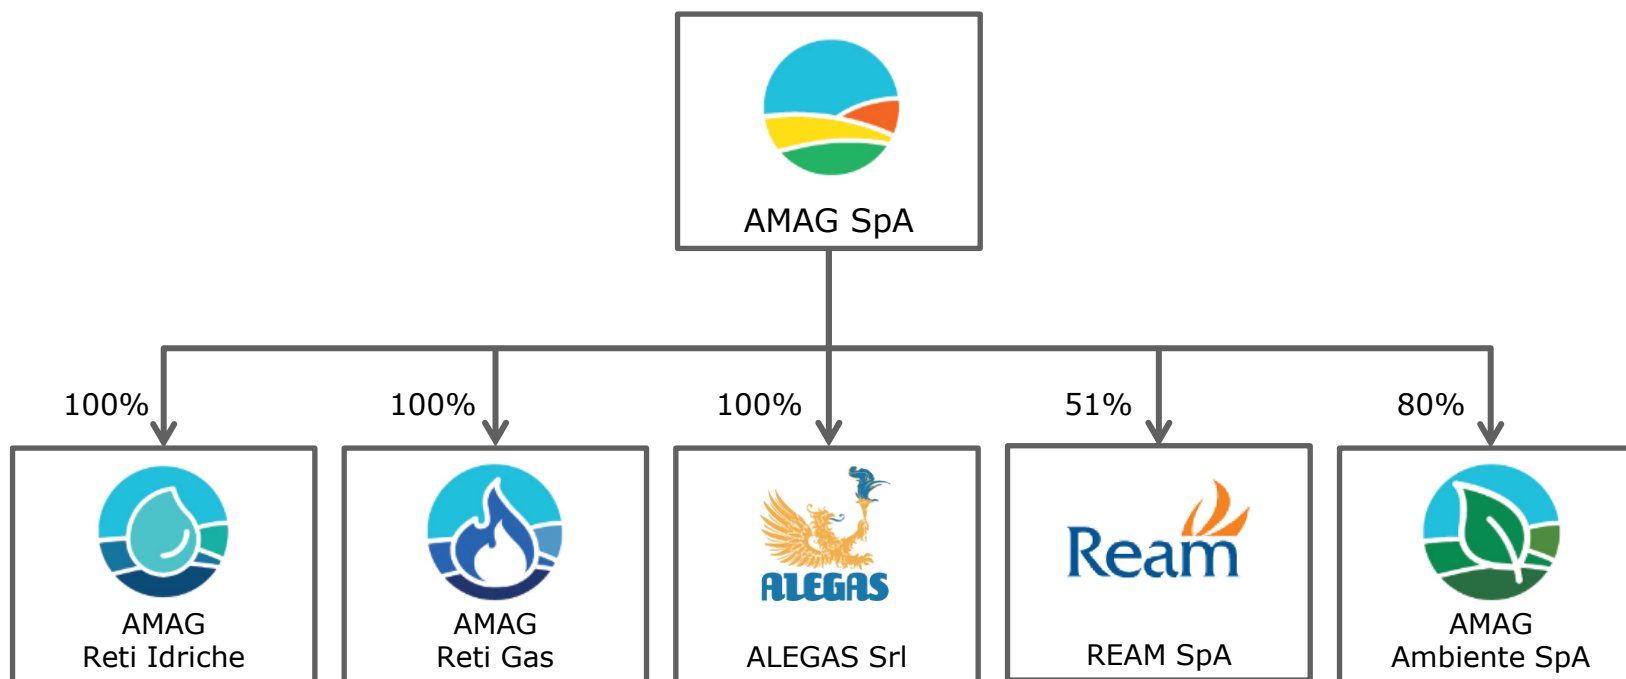 AMAG SpA
100%
100%
100%
51%
80%
ALEGAS
Ream
AMAG
Reti Idriche
AMAG
Reti Gas
ALEGAS Srl
REAM SpA
AMAG
Ambiente SpA